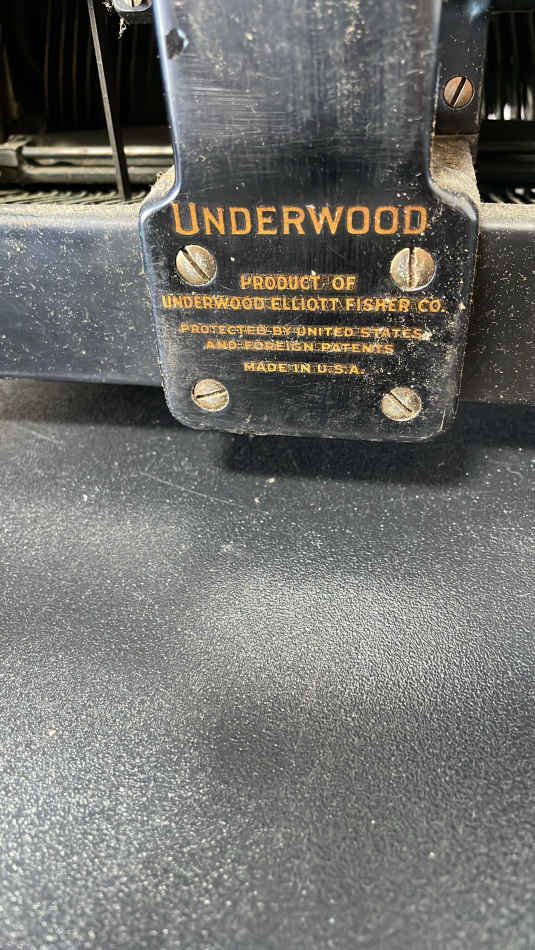 UNDERWOOD
PRODUCT OF
UNDERWOOD ELLIOTT FISHER CO.
PROTECTED BY UNITED STATES
AND FOREIGN PATENTS
MADE IN U.S.A.